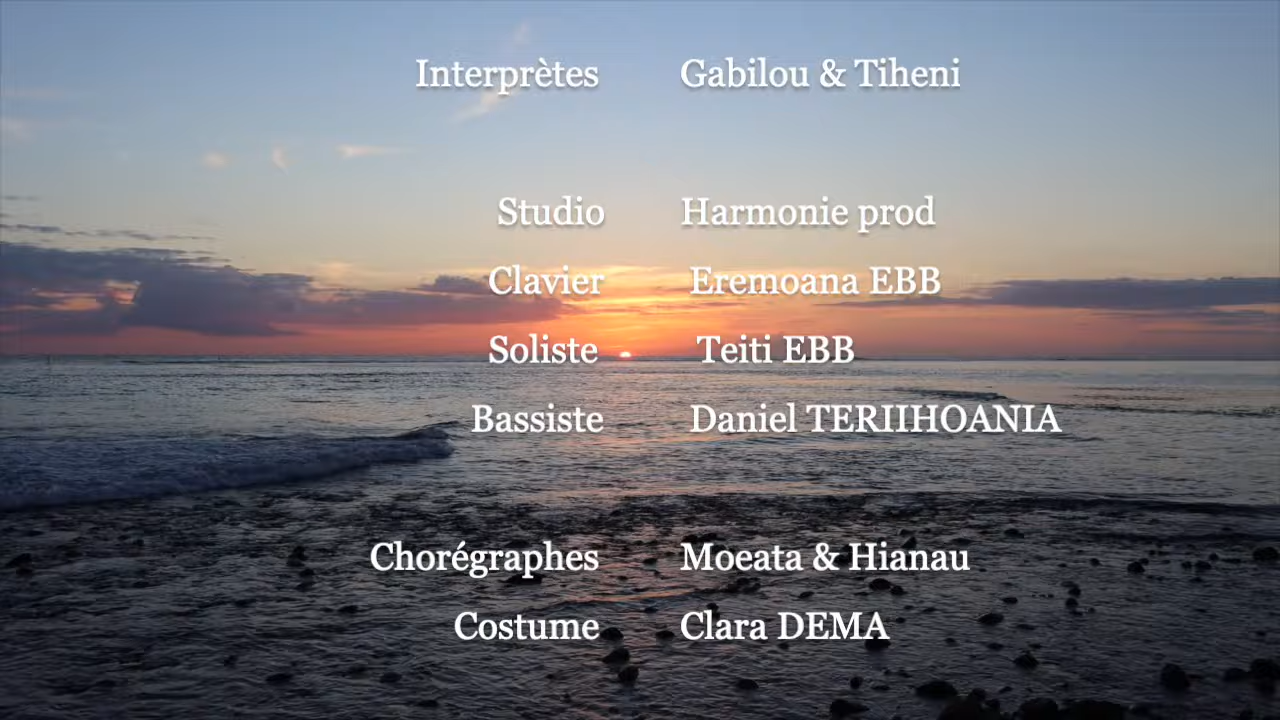 Interprètes Gabilou & Tiheni
Studio Harmonie prod
Clavier Eremoana EBB
Soliste Teiti EBB
Bassiste Daniel TERIIHOANIA
Chorégraphes Moeata & Hianau
Costume Clara DEMA